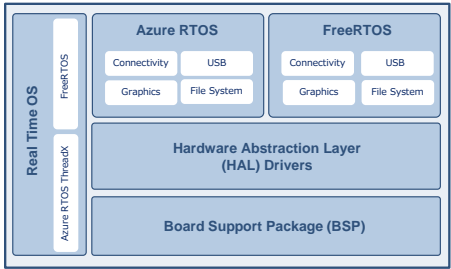 Real Time OS
FreeRTOS
Azure RTOS ThreadX
Azure RTOS
Connectivity
USB
Graphics
File System
FreeRTOS
Connectivity
USB
Graphics
File System
Hardware Abstraction Layer
(HAL) Drivers
Board Support Package (BSP)